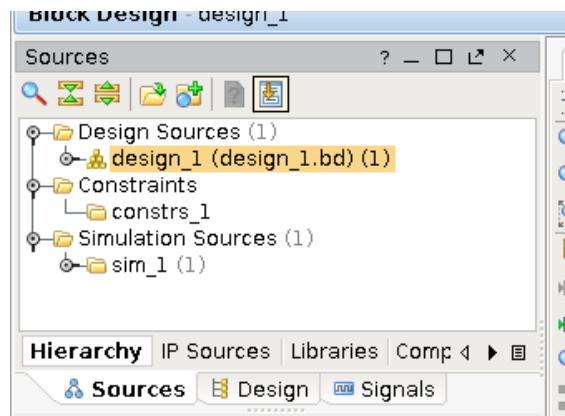 Block Design - design_1
Sources ? _ ×
Design Sources (1)
design_1 (design_1.bd) (1)
Constraints
constrs_1
Simulation Sources (1)
sim_1 (1)
Hierarchy IP Sources Libraries Comp
Sources Design Signals